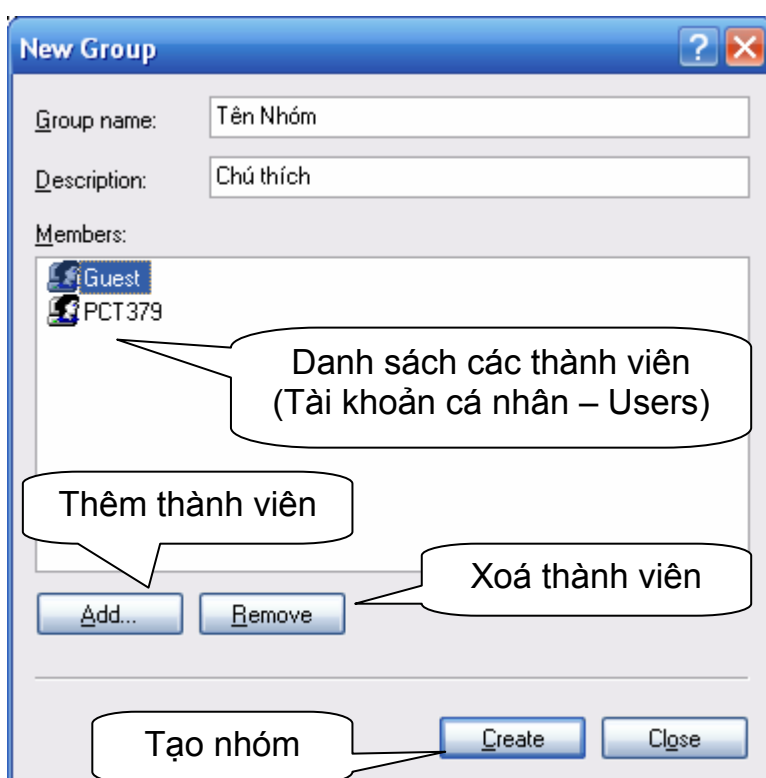 New Group
Group name: Tên Nhóm
Description: Chú thích
Members:
Guest
PCT379
Danh sách các thành viên
(Tài khoản cá nhân – Users)
Thêm thành viên
Xoá thành viên
Add... Remove
Tạo nhóm
Create Close